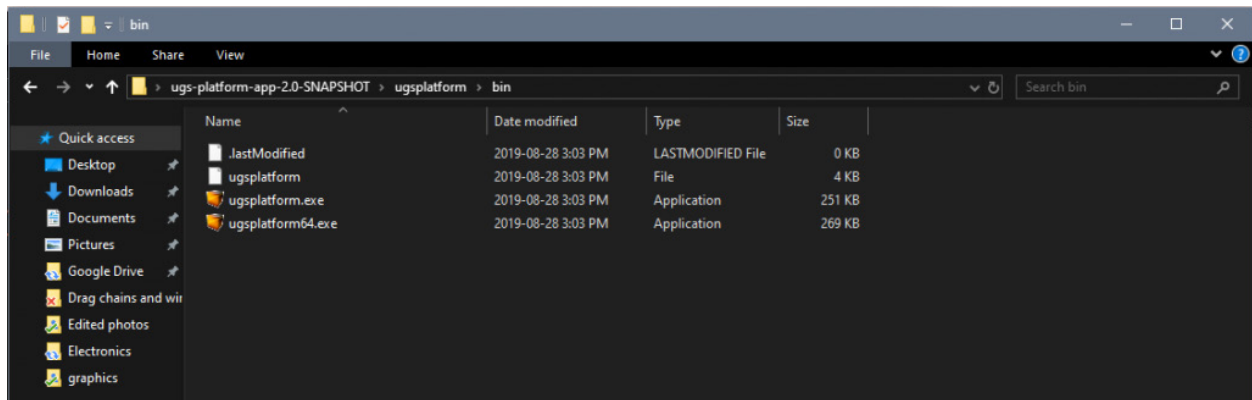 bin
File Home Share View
ugs-platform-app-2.0-SNAPSHOT > ugsplatform > bin
Search bin
Name Date modified Type Size
Quick access
Desktop
Downloads
Documents
Pictures
Google Drive
Drag chains and wir
Edited photos
Electronics
graphics
.lastModified 2019-08-28 3:03 PM LASTMODIFIED File 0 KB
ugsplatform 2019-08-28 3:03 PM File 4 KB
ugsplatform.exe 2019-08-28 3:03 PM Application 251 KB
ugsplatform64.exe 2019-08-28 3:03 PM Application 269 KB